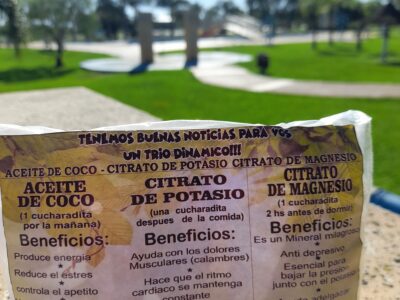 TENEMOS BUENAS NOTICIAS PARA VOS
UN TRIO DINAMICO!!!
ACEITE DE COCO - CITRATO DE POTASIO CITRATO DE MAGNESIO
ACEITE
DE COCO
(1 cucharadita
por la mañana)
Beneficios:
Produce energía
Reduce el estres
controla el apetito
CITRATO
DE POTASIO
(una cucharadita
despues de la comida)
Beneficios:
Ayuda con los dolores
Musculares (calambres)
Hace que el ritmo
cardiaco se mantenga
constante
CITRATO
DE MAGNESIO
(1 cucharadita
2 hs antes de dormir)
Beneficios:
Es un Mineral milagroso
Anti depresivo
Esencial para
bajar la presión
junto con el potasio